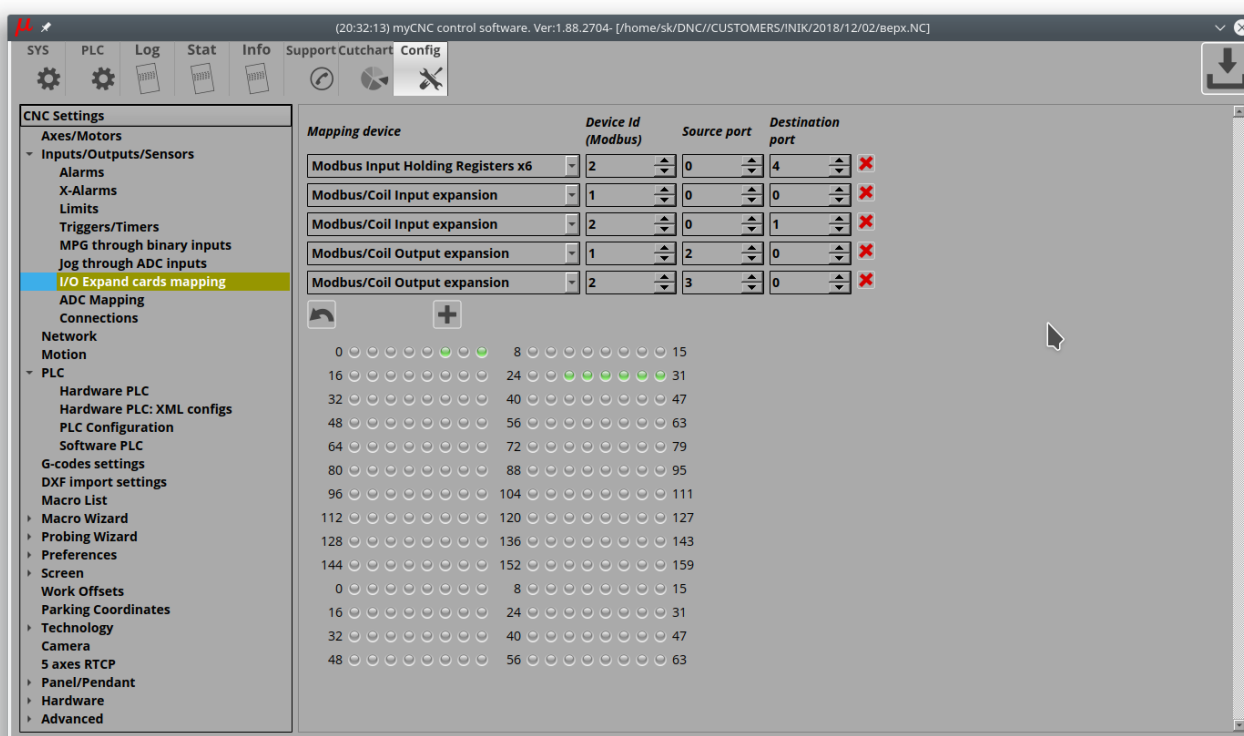 (20:32:13) myCNC control software. Ver:1.88.2704- [/home/sk/DNC//CUSTOMERS/INIK/2018/12/02/верх.NC]
SYS PLC Log Stat Info Support Cutchart Config
CNC Settings
Axes/Motors
Inputs/Outputs/Sensors
Alarms
X-Alarms
Limits
Triggers/Timers
MPG through binary inputs
Jog through ADC inputs
I/O Expand cards mapping
ADC Mapping
Connections
Network
Motion
PLC
Hardware PLC
Hardware PLC: XML configs
PLC Configuration
Software PLC
G-codes settings
DXF import settings
Macro List
Macro Wizard
Probing Wizard
Preferences
Screen
Work Offsets
Parking Coordinates
Technology
Camera
5 axes RTCP
Panel/Pendant
Hardware
Advanced
Mapping device Device Id (Modbus) Source port Destination port
Modbus Input Holding Registers x6 2 0 4
Modbus/Coil Input expansion 1 0 0
Modbus/Coil Input expansion 2 0 1
Modbus/Coil Output expansion 1 2 0
Modbus/Coil Output expansion 2 3 0
0 8 15
16 24 31
32 40 47
48 56 63
64 72 79
80 88 95
96 104 111
112 120 127
128 136 143
144 152 159
0 8 15
16 24 31
32 40 47
48 56 63